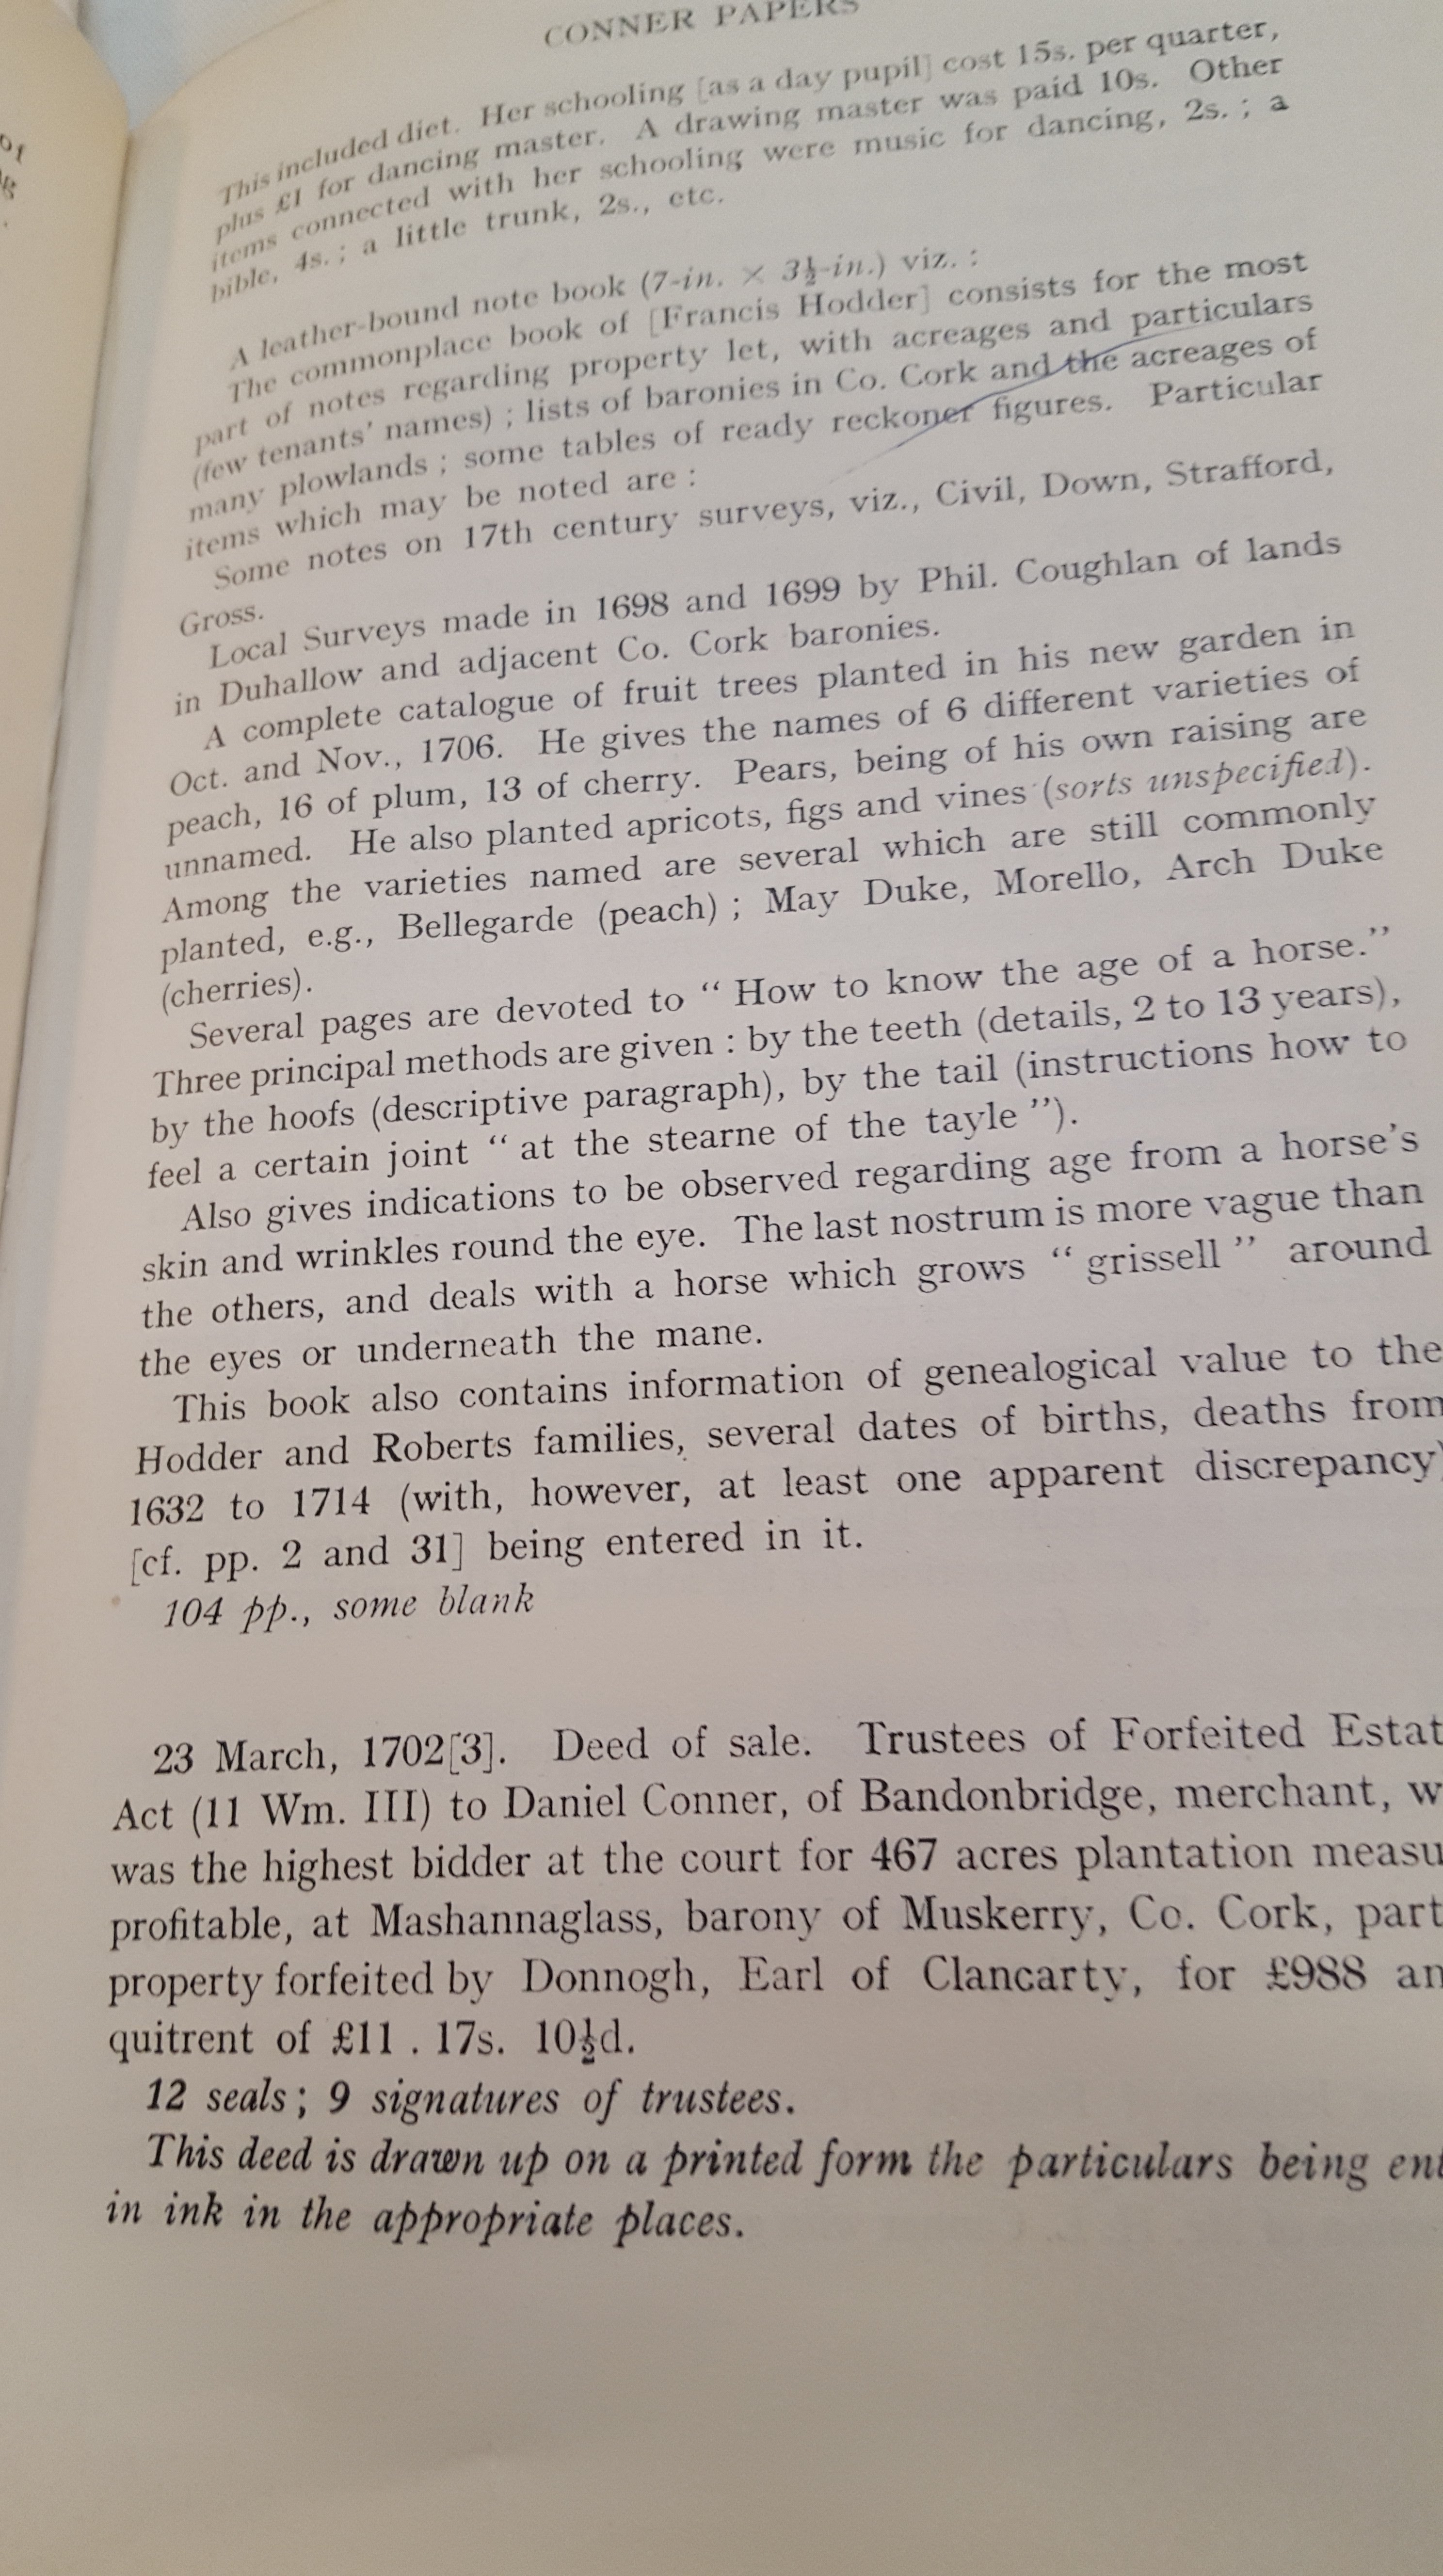 CONNER PAPERS
This included diet. Her schooling [as a day pupil] cost 15s. per quarter,
plus £1 for dancing master. A drawing master was paid 10s. Other
items connected with her schooling were music for dancing, 2s. ; a
bible, 4s. ; a little trunk, 2s., etc.
A leather-bound note book (7-in. × 3½-in.) viz. :
The commonplace book of [Francis Hodder] consists for the most
part of notes regarding property let, with acreages and particulars
(few tenants' names) ; lists of baronies in Co. Cork and the acreages of
many plowlands ; some tables of ready reckoner figures. Particular
items which may be noted are :
Some notes on 17th century surveys, viz., Civil, Down, Strafford,
Gross.
Local Surveys made in 1698 and 1699 by Phil. Coughlan of lands
in Duhallow and adjacent Co. Cork baronies.
A complete catalogue of fruit trees planted in his new garden in
Oct. and Nov., 1706. He gives the names of 6 different varieties of
peach, 16 of plum, 13 of cherry. Pears, being of his own raising are
unnamed. He also planted apricots, figs and vines (sorts unspecified).
Among the varieties named are several which are still commonly
planted, e.g., Bellegarde (peach) ; May Duke, Morello, Arch Duke
(cherries).
Several pages are devoted to " How to know the age of a horse."
Three principal methods are given : by the teeth (details, 2 to 13 years),
by the hoofs (descriptive paragraph), by the tail (instructions how to
feel a certain joint " at the stearne of the tayle ").
Also gives indications to be observed regarding age from a horse's
skin and wrinkles round the eye. The last nostrum is more vague than
the others, and deals with a horse which grows " grissell " around
the eyes or underneath the mane.
This book also contains information of genealogical value to the
Hodder and Roberts families, several dates of births, deaths from
1632 to 1714 (with, however, at least one apparent discrepancy)
[cf. pp. 2 and 31] being entered in it.
104 pp., some blank
23 March, 1702[3]. Deed of sale. Trustees of Forfeited Estat
Act (11 Wm. III) to Daniel Conner, of Bandonbridge, merchant, w
was the highest bidder at the court for 467 acres plantation measu
profitable, at Mashannaglass, barony of Muskerry, Co. Cork, part
property forfeited by Donnogh, Earl of Clancarty, for £988 an
quitrent of £11 . 17s. 10½d.
12 seals ; 9 signatures of trustees.
This deed is drawn up on a printed form the particulars being ent
in ink in the appropriate places.